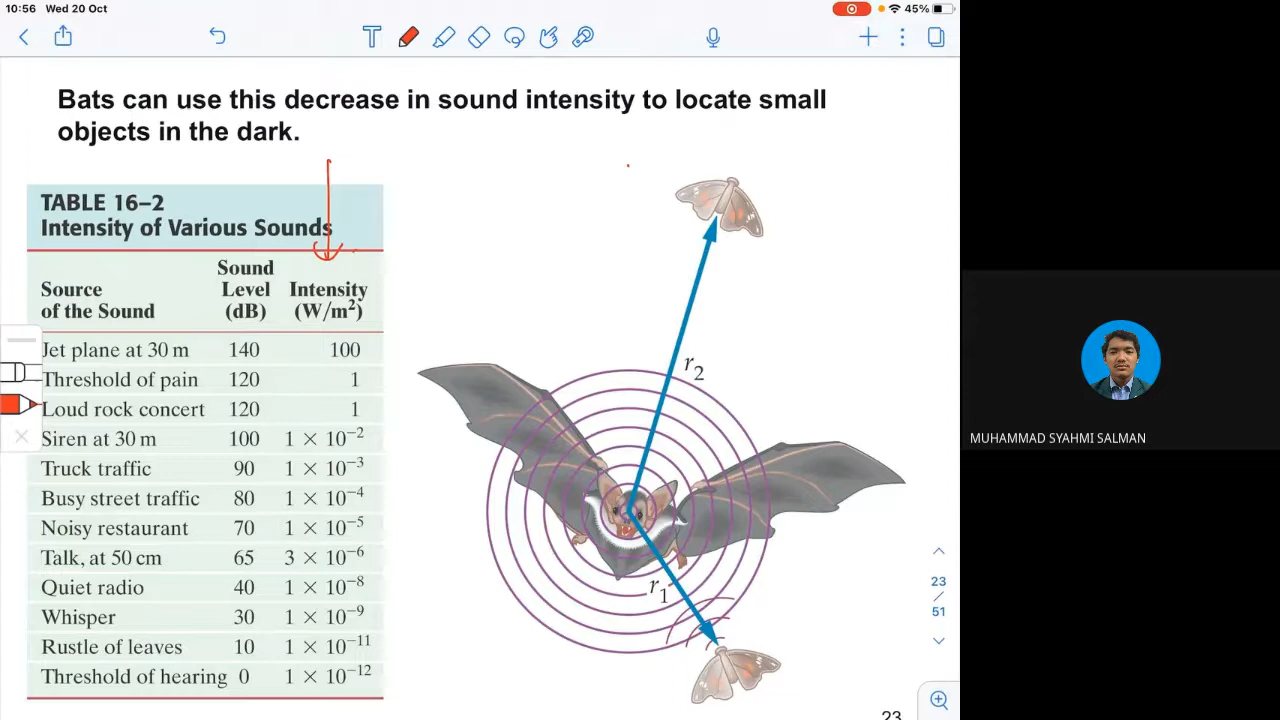 10:56 Wed 20 Oct
45%
Bats can use this decrease in sound intensity to locate small
objects in the dark.
TABLE 16–2
Intensity of Various Sounds
Source of the Sound Sound Level (dB) Intensity (W/m²)
Jet plane at 30 m 140 100
Threshold of pain 120 1
Loud rock concert 120 1
Siren at 30 m 100 1 × 10⁻²
Truck traffic 90 1 × 10⁻³
Busy street traffic 80 1 × 10⁻⁴
Noisy restaurant 70 1 × 10⁻⁵
Talk, at 50 cm 65 3 × 10⁻⁶
Quiet radio 40 1 × 10⁻⁸
Whisper 30 1 × 10⁻⁹
Rustle of leaves 10 1 × 10⁻¹¹
Threshold of hearing 0 1 × 10⁻¹²
r₂
r₁
23
/
51
23
MUHAMMAD SYAHMI SALMAN